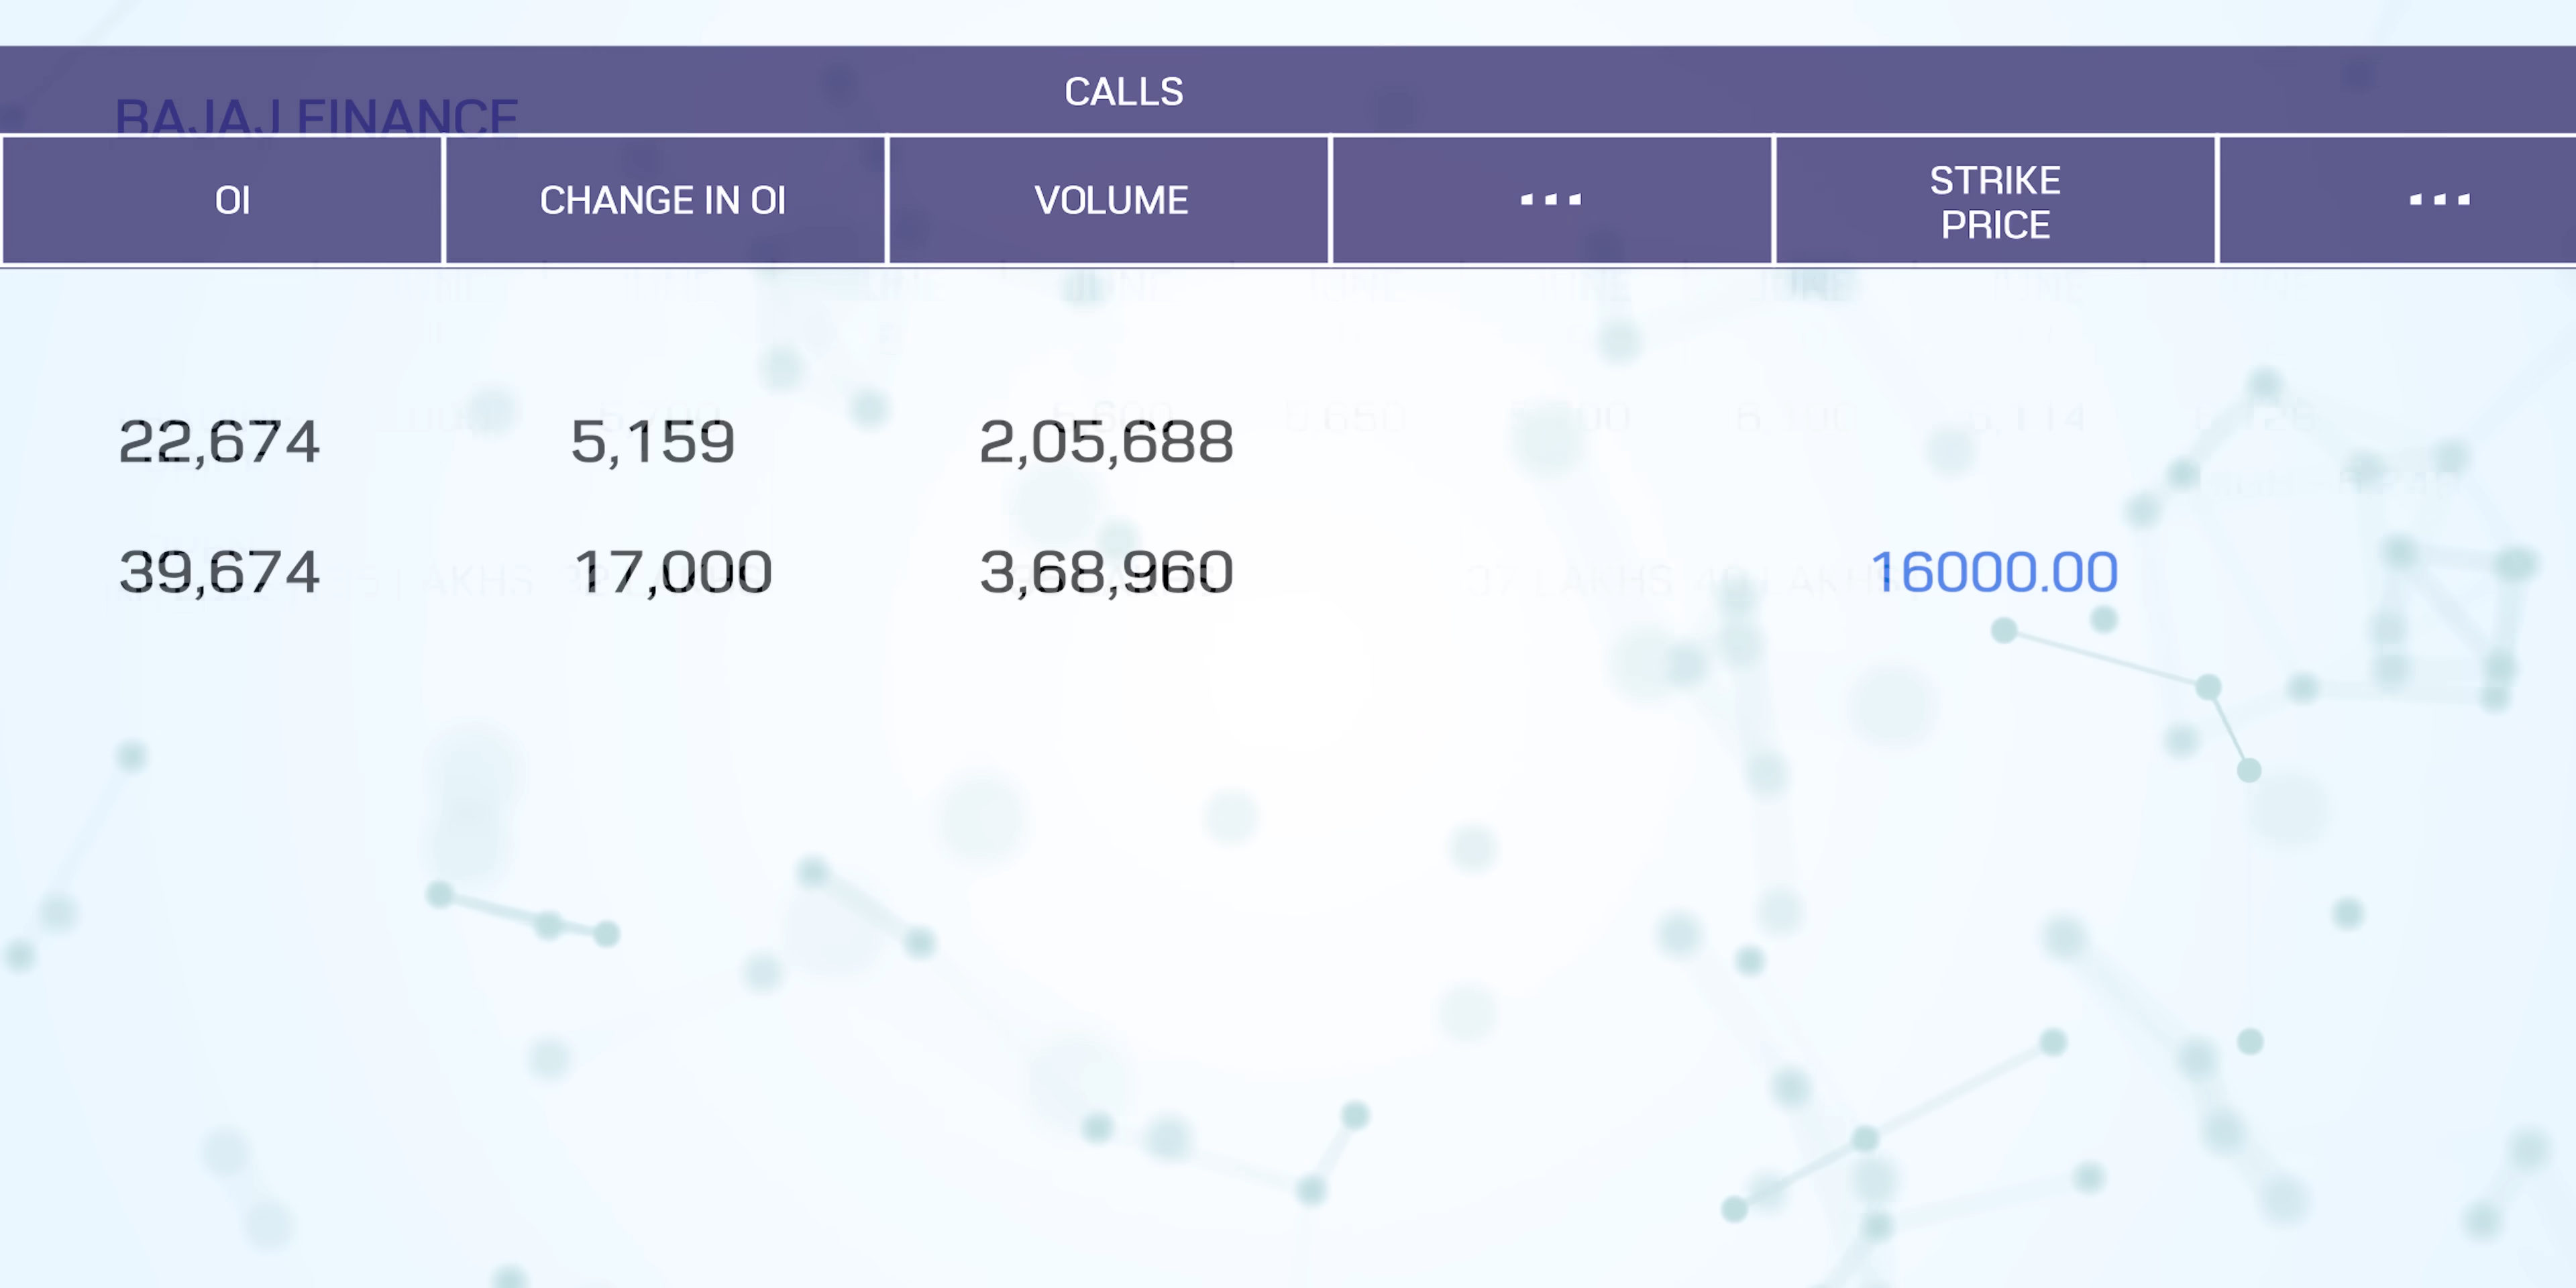 CALLS
BAJAJ FINANCE
OI CHANGE IN OI VOLUME ... STRIKE PRICE ...
22,674 5,159 2,05,688
39,674 17,000 3,68,960 16000.00